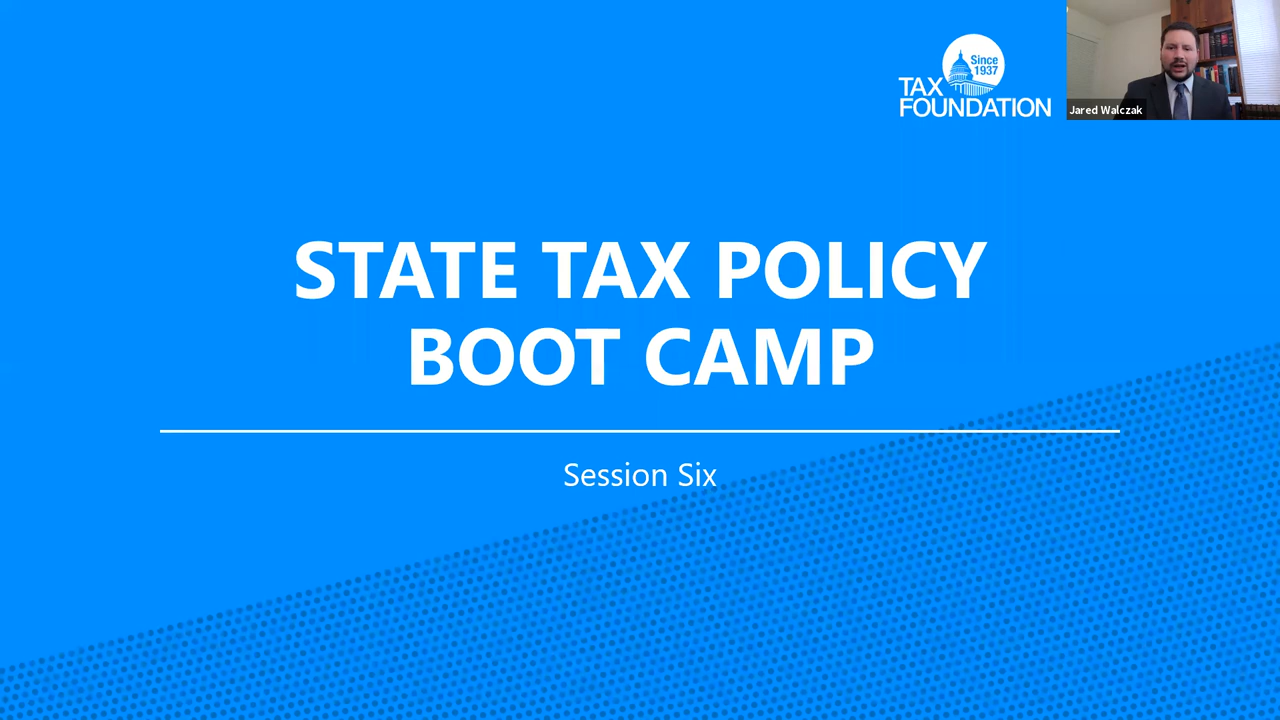 Since
1937
TAX
FOUNDATION
Jared Walczak
STATE TAX POLICY
BOOT CAMP
Session Six